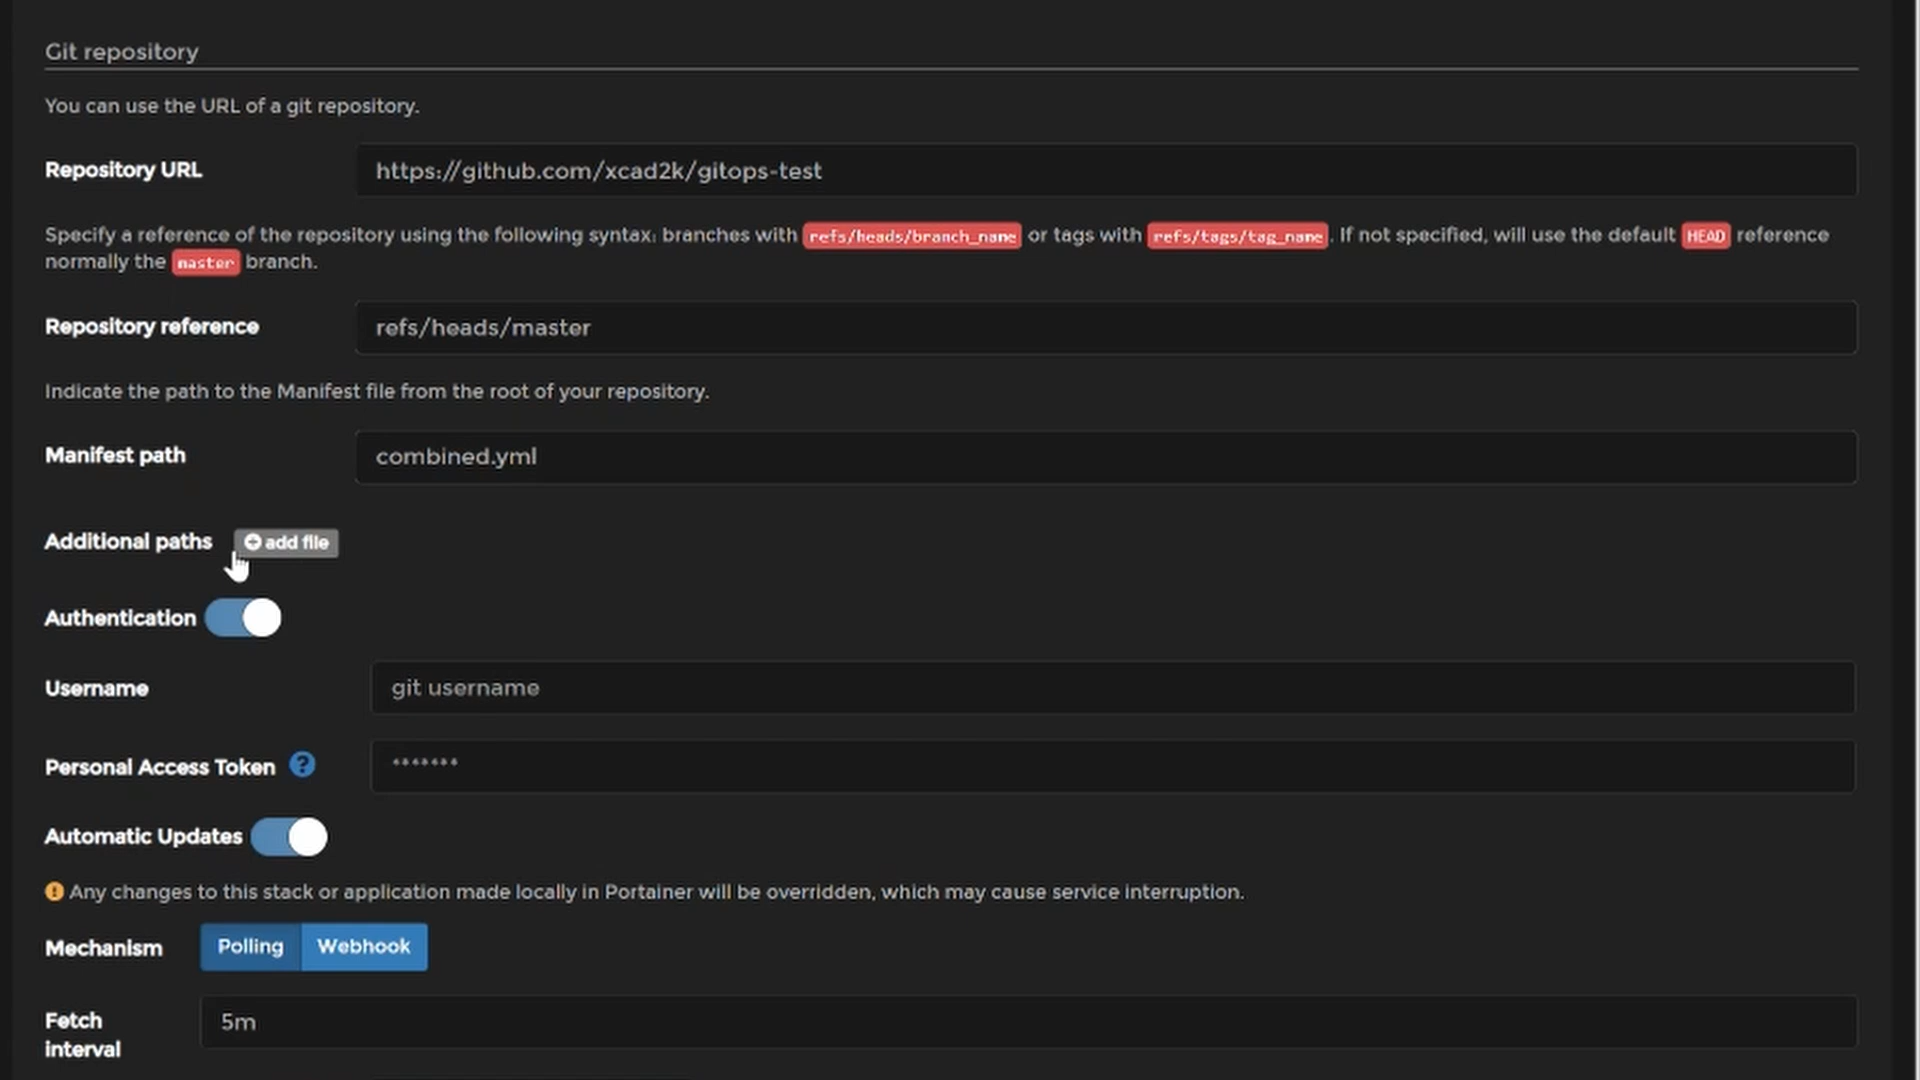 Git repository
You can use the URL of a git repository.
Repository URL https://github.com/xcad2k/gitops-test
Specify a reference of the repository using the following syntax: branches with refs/heads/branch_name or tags with refs/tags/tag_name. If not specified, will use the default HEAD reference
normally the master branch.
Repository reference refs/heads/master
Indicate the path to the Manifest file from the root of your repository.
Manifest path combined.yml
Additional paths add file
Authentication
Username git username
Personal Access Token ? *******
Automatic Updates
! Any changes to this stack or application made locally in Portainer will be overridden, which may cause service interruption.
Mechanism Polling Webhook
Fetch interval 5m